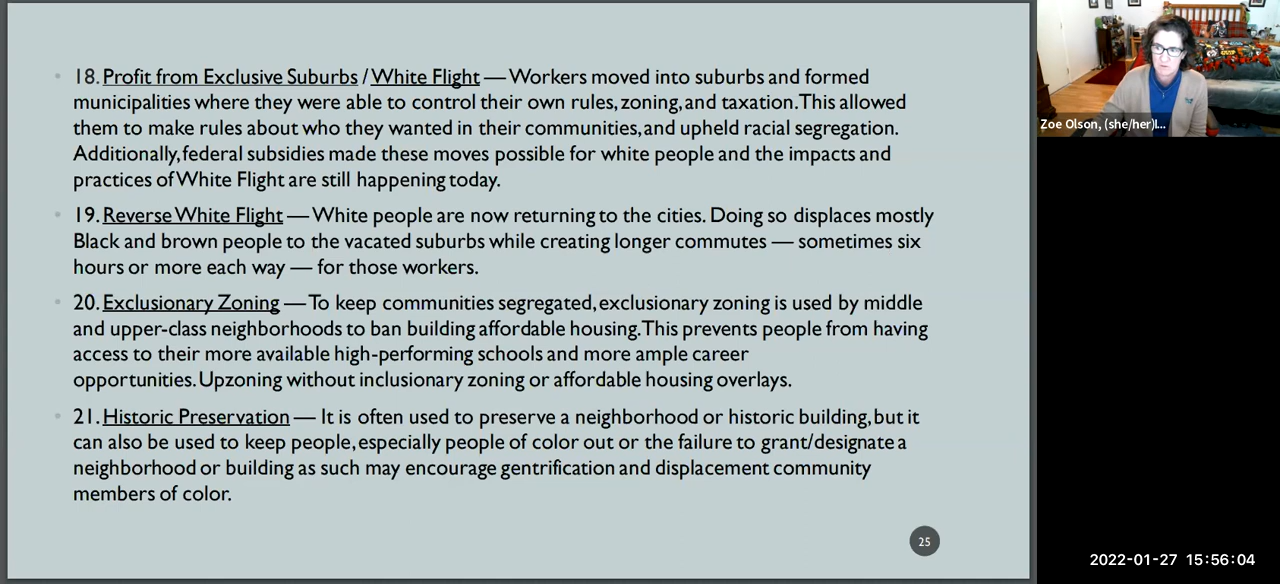 18. Profit from Exclusive Suburbs / White Flight — Workers moved into suburbs and formed
municipalities where they were able to control their own rules, zoning, and taxation. This allowed
them to make rules about who they wanted in their communities, and upheld racial segregation.
Additionally, federal subsidies made these moves possible for white people and the impacts and
practices of White Flight are still happening today.
19. Reverse White Flight — White people are now returning to the cities. Doing so displaces mostly
Black and brown people to the vacated suburbs while creating longer commutes — sometimes six
hours or more each way — for those workers.
20. Exclusionary Zoning — To keep communities segregated, exclusionary zoning is used by middle
and upper-class neighborhoods to ban building affordable housing. This prevents people from having
access to their more available high-performing schools and more ample career
opportunities. Upzoning without inclusionary zoning or affordable housing overlays.
21. Historic Preservation — It is often used to preserve a neighborhood or historic building, but it
can also be used to keep people, especially people of color out or the failure to grant/designate a
neighborhood or building as such may encourage gentrification and displacement community
members of color.
25
Zoe Olson, (she/her)I...
2022-01-27 15:56:04